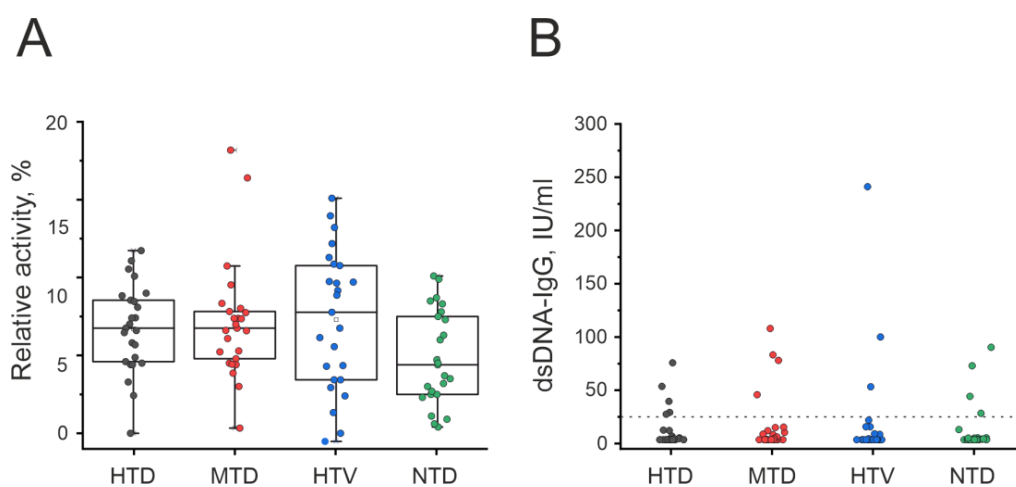 A
Relative activity, %
20
15
10
5
0
HTD MTD HTV NTD
B
dsDNA-IgG, IU/ml
300
250
200
150
100
50
0
HTD MTD HTV NTD